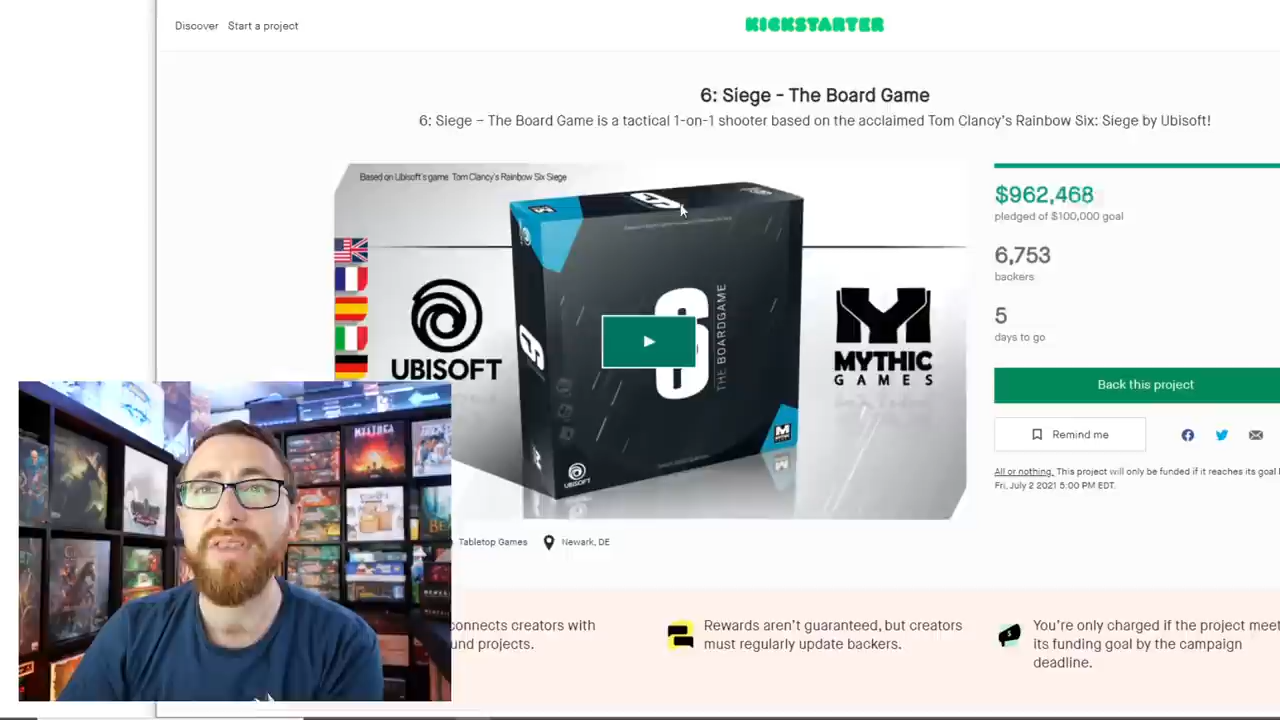 Discover Start a project
KICKSTARTER
6: Siege - The Board Game
6: Siege – The Board Game is a tactical 1-on-1 shooter based on the acclaimed Tom Clancy's Rainbow Six: Siege by Ubisoft!
Based on Ubisoft's game Tom Clancy's Rainbow Six Siege
UBISOFT
6
THE BOARDGAME
UBISOFT
MYTHIC
GAMES
$962,468
pledged of $100,000 goal
6,753
backers
5
days to go
Back this project
Remind me
All or nothing. This project will only be funded if it reaches its goal
Fri, July 2 2021 5:00 PM EDT.
Tabletop Games
Newark, DE
connects creators with
und projects.
Rewards aren't guaranteed, but creators
must regularly update backers.
You're only charged if the project meet
its funding goal by the campaign
deadline.